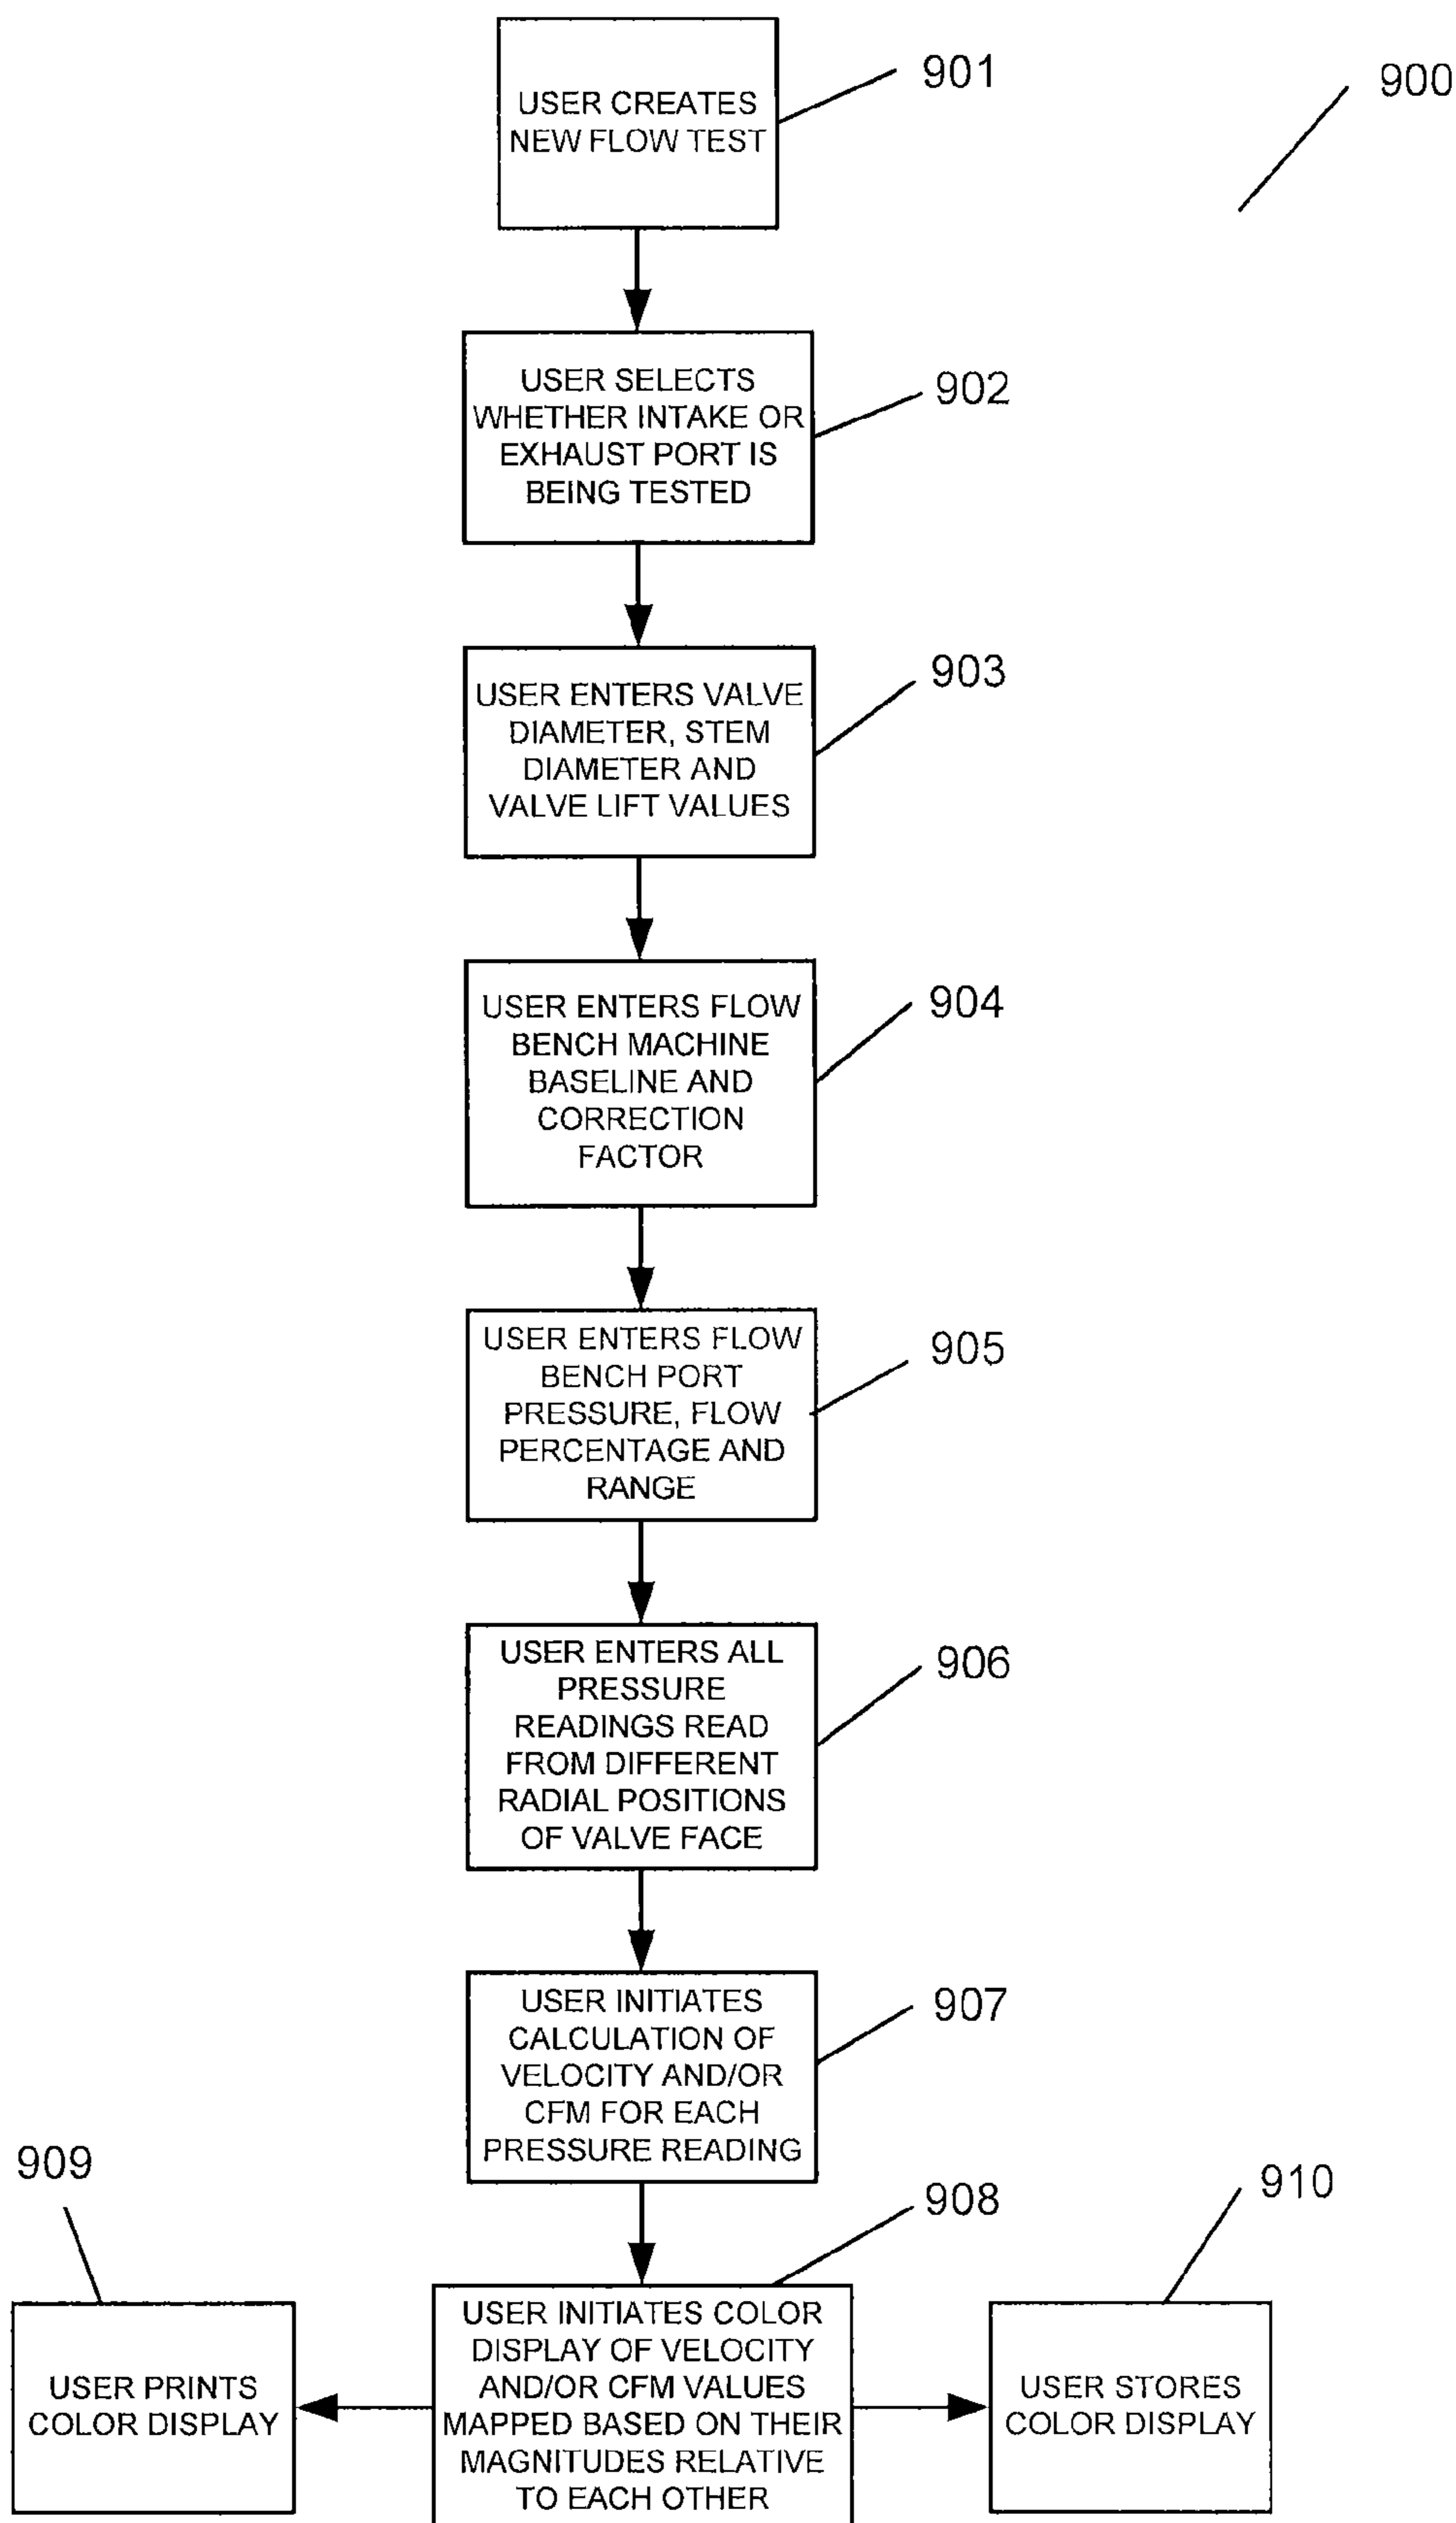 901
900
USER CREATES
NEW FLOW TEST
902
USER SELECTS
WHETHER INTAKE OR
EXHAUST PORT IS
BEING TESTED
903
USER ENTERS VALVE
DIAMETER, STEM
DIAMETER AND
VALVE LIFT VALUES
904
USER ENTERS FLOW
BENCH MACHINE
BASELINE AND
CORRECTION
FACTOR
905
USER ENTERS FLOW
BENCH PORT
PRESSURE, FLOW
PERCENTAGE AND
RANGE
906
USER ENTERS ALL
PRESSURE
READINGS READ
FROM DIFFERENT
RADIAL POSITIONS
OF VALVE FACE
907
USER INITIATES
CALCULATION OF
VELOCITY AND/OR
CFM FOR EACH
PRESSURE READING
909
908
910
USER PRINTS
COLOR DISPLAY
USER INITIATES COLOR
DISPLAY OF VELOCITY
AND/OR CFM VALUES
MAPPED BASED ON THEIR
MAGNITUDES RELATIVE
TO EACH OTHER
USER STORES
COLOR DISPLAY